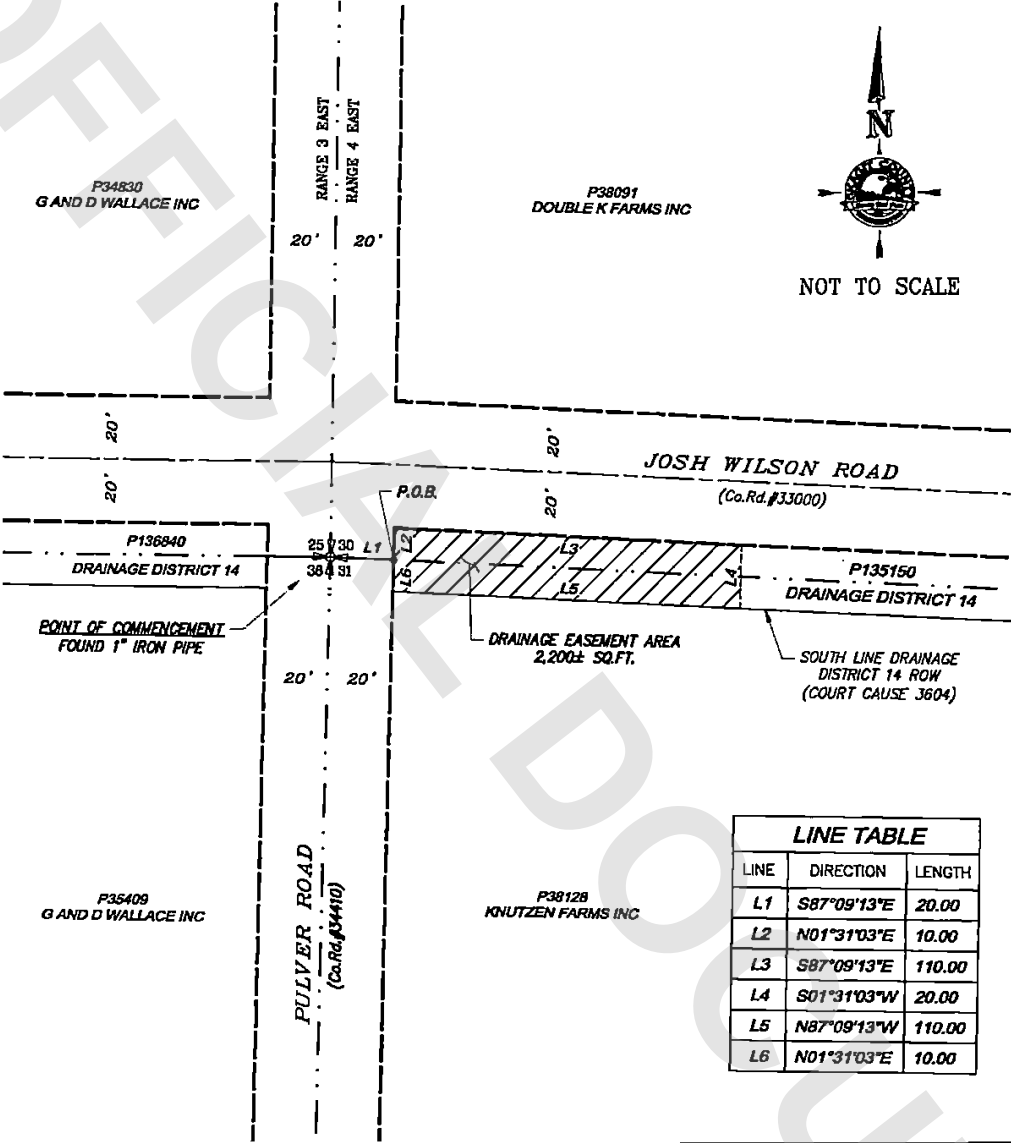 RANGE 3 EAST
RANGE 4 EAST
P34830
G AND D WALLACE INC
P38091
DOUBLE K FARMS INC
N
SKAGIT COUNTY
20' 20'
NOT TO SCALE
20'
20'
JOSH WILSON ROAD
(Co.Rd.#33000)
20'
20'
P.O.B.
P136840
DRAINAGE DISTRICT 14
25 30
36 31
L1
L2
L3
L6
L5
L4
P135150
DRAINAGE DISTRICT 14
POINT OF COMMENCEMENT
FOUND 1" IRON PIPE
DRAINAGE EASEMENT AREA
2,200± SQ.FT.
SOUTH LINE DRAINAGE
DISTRICT 14 ROW
(COURT CAUSE 3604)
20' 20'
P35409
G AND D WALLACE INC
PULVER ROAD
(Co.Rd.#34410)
P38128
KNUTZEN FARMS INC
LINE TABLE
LINE DIRECTION LENGTH
L1 S87°09'13"E 20.00
L2 N01°31'03"E 10.00
L3 S87°09'13"E 110.00
L4 S01°31'03"W 20.00
L5 N87°09'13"W 110.00
L6 N01°31'03"E 10.00
OFFICIAL DOCU